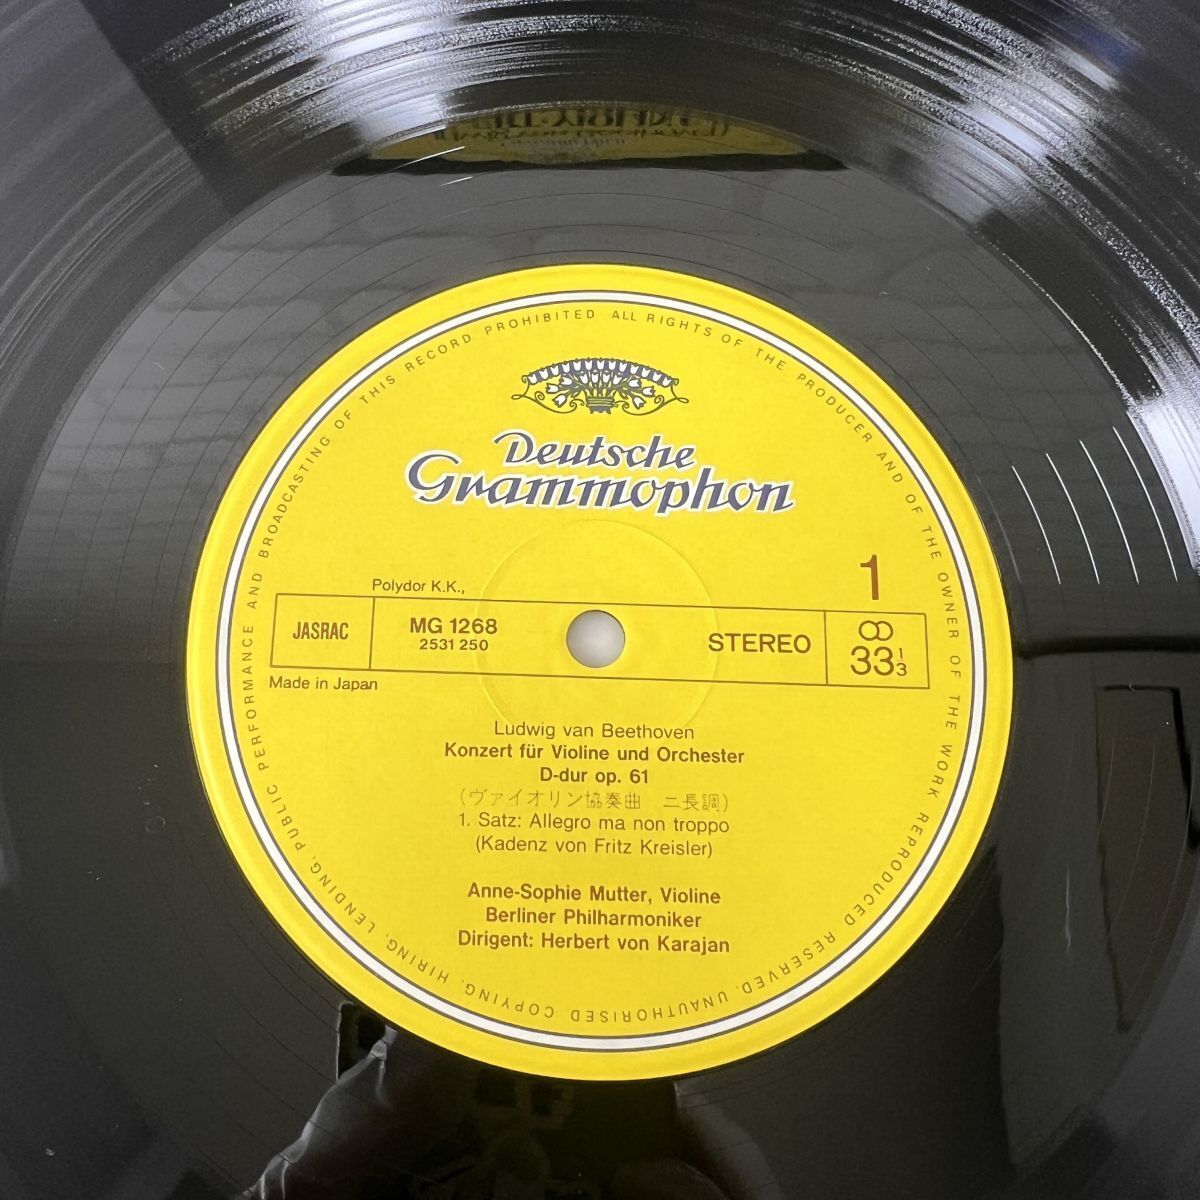 Deutsche
Grammophon
1
Polydor K.K.,
JASRAC
MG 1268
2531 250
STEREO
33 1/3
Made in Japan
Ludwig van Beethoven
Konzert für Violine und Orchester
D-dur op. 61
(ヴァイオリン協奏曲 ニ長調)
1. Satz: Allegro ma non troppo
(Kadenz von Fritz Kreisler)
Anne-Sophie Mutter, Violine
Berliner Philharmoniker
Dirigent: Herbert von Karajan
ALL RIGHTS OF THE PRODUCER AND OF THE OWNER OF THE WORK REPRODUCED RESERVED. UNAUTHORISED COPYING, HIRING, LENDING, PUBLIC PERFORMANCE AND BROADCASTING OF THIS RECORD PROHIBITED